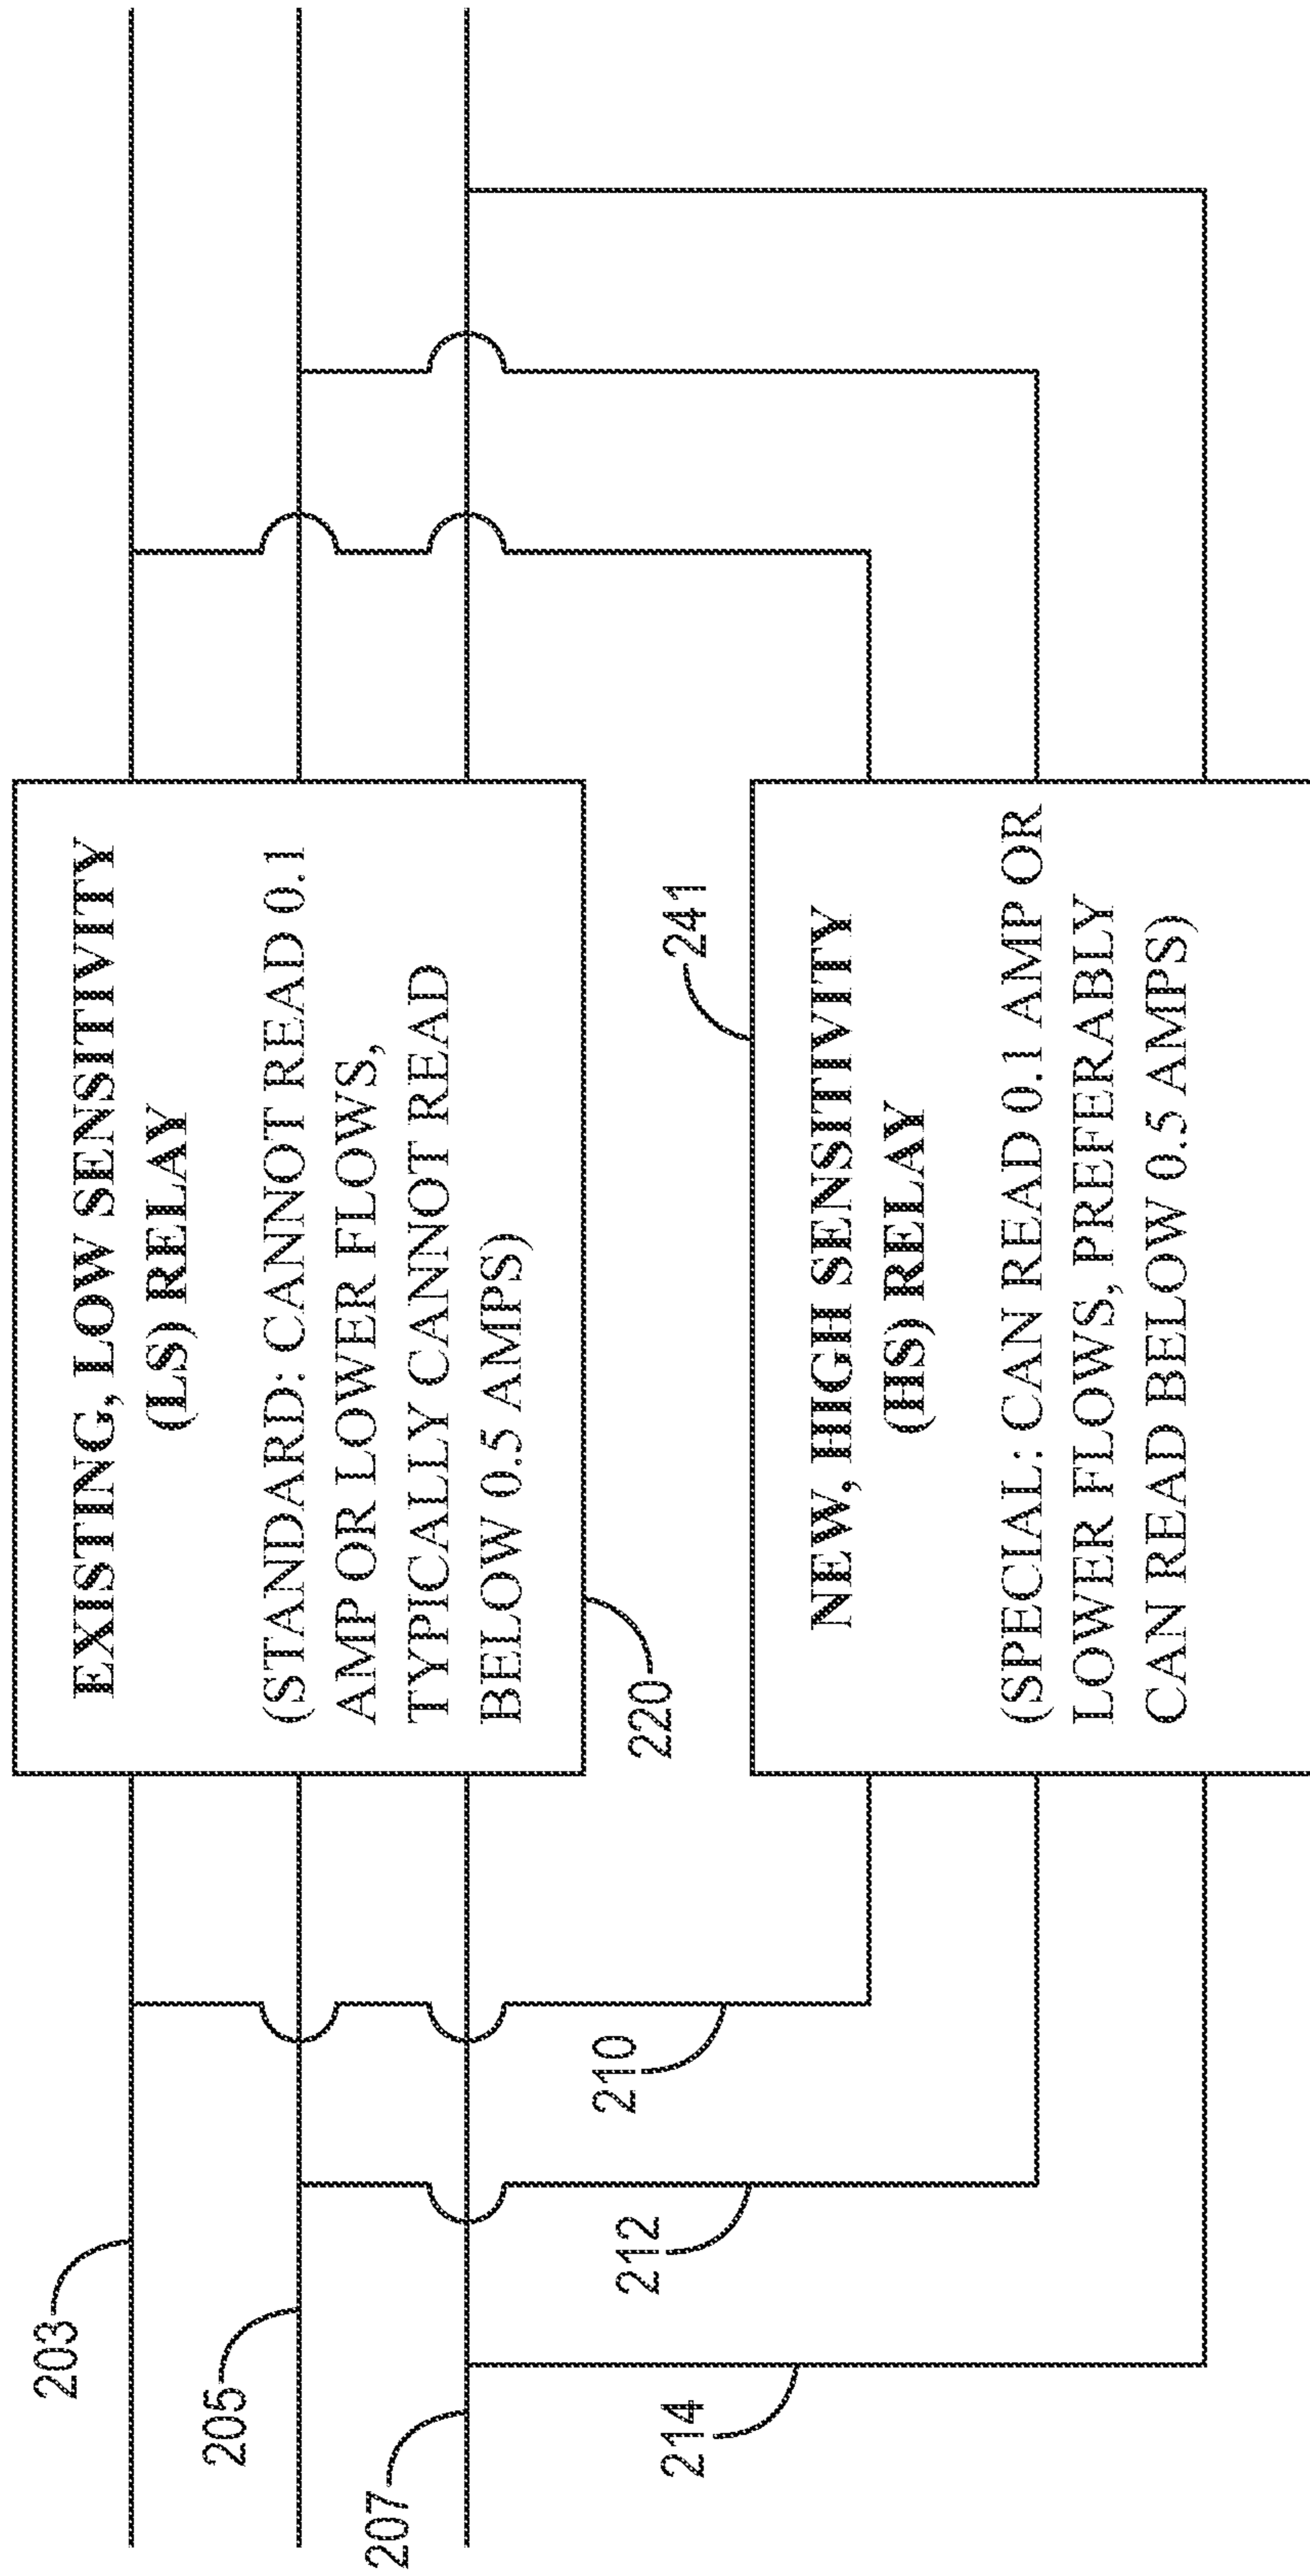 203
205
207
EXISTING, LOW SENSITIVITY
(LS) RELAY
(STANDARD: CANNOT READ 0.1
AMP OR LOWER FLOWS,
TYPICALLY CANNOT READ
BELOW 0.5 AMPS)
220
210
212
214
241
NEW, HIGH SENSITIVITY
(HS) RELAY
(SPECIAL: CAN READ 0.1 AMP OR
LOWER FLOWS, PREFERABLY
CAN READ BELOW 0.5 AMPS)